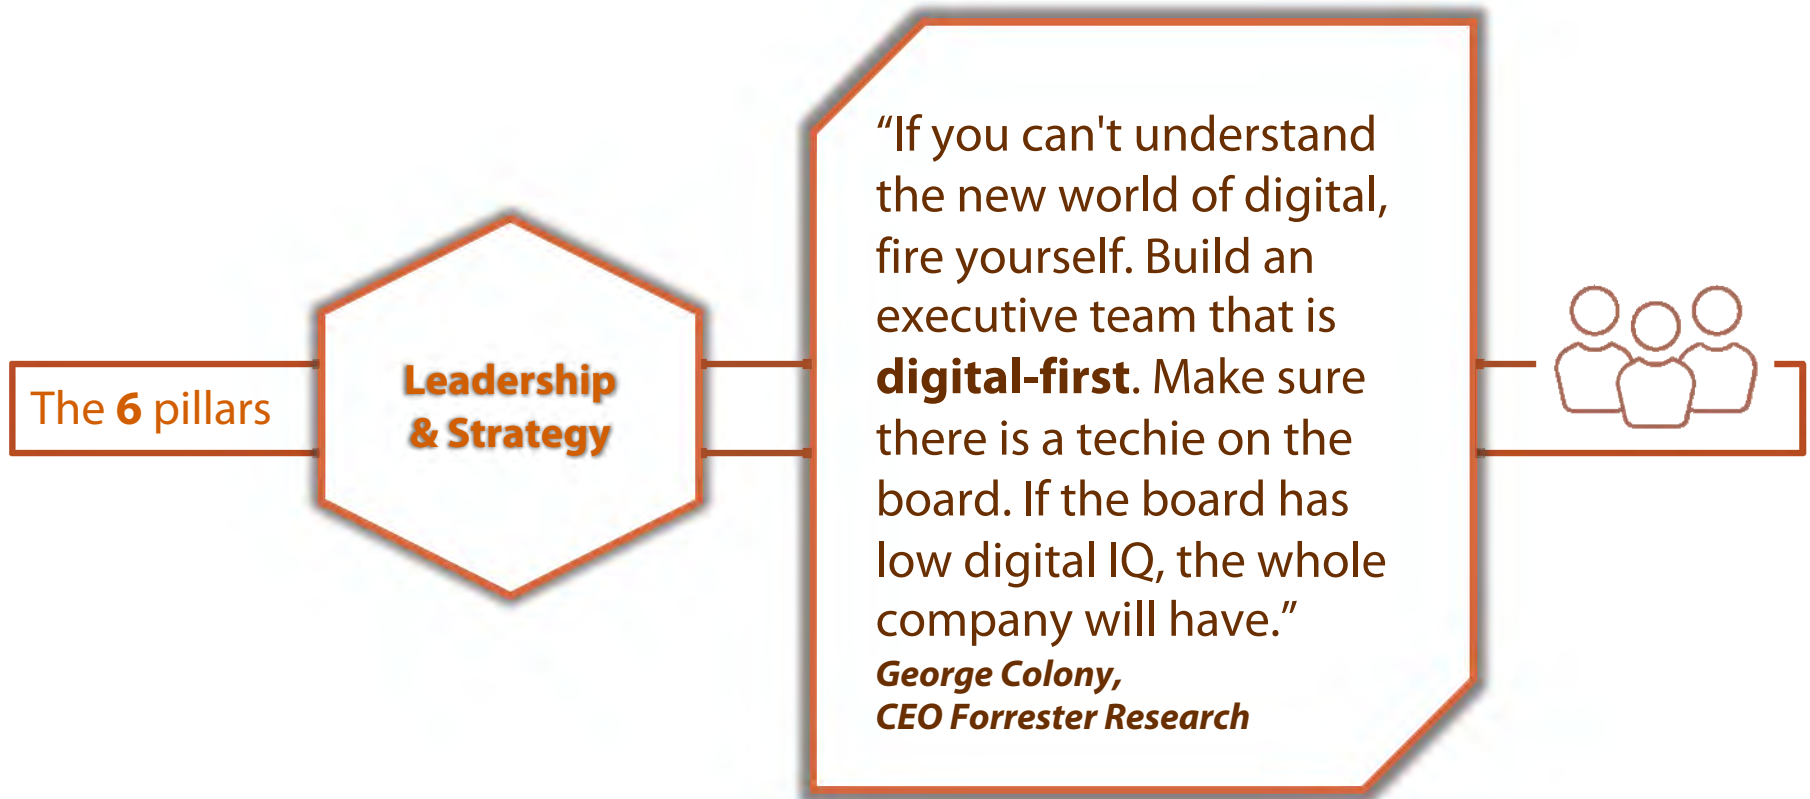 The 6 pillars
Leadership
& Strategy
“If you can't understand
the new world of digital,
fire yourself. Build an
executive team that is
digital-first. Make sure
there is a techie on the
board. If the board has
low digital IQ, the whole
company will have.”
George Colony,
CEO Forrester Research